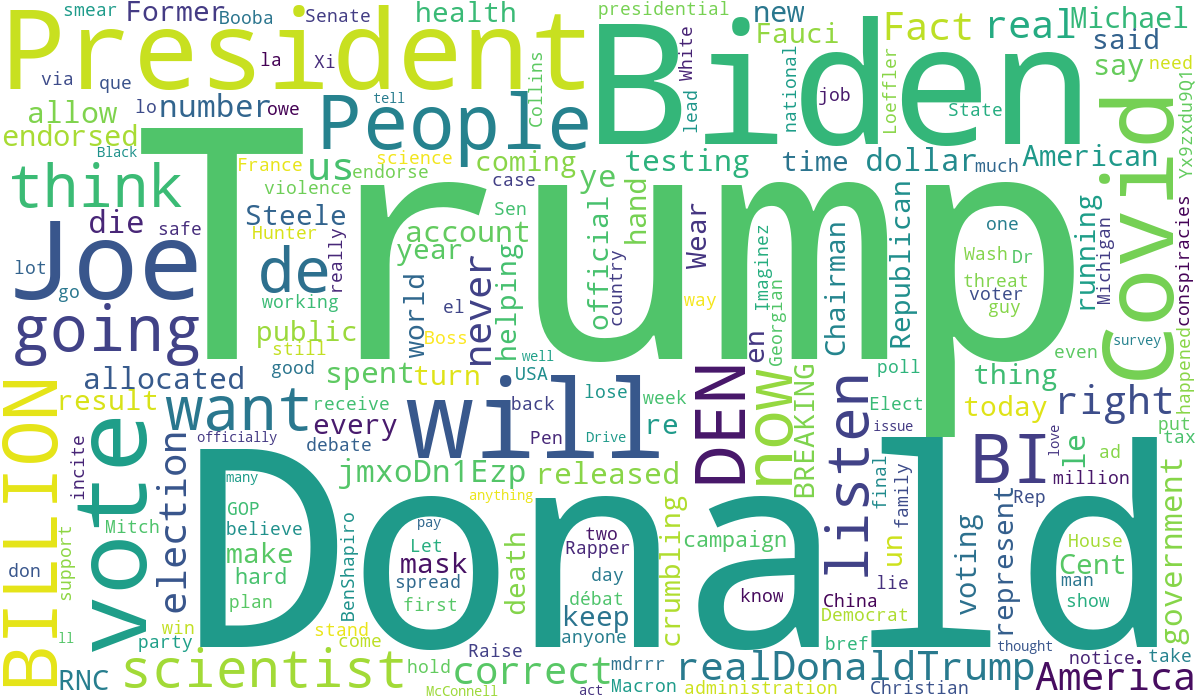 smear Former Booba Senate health presidential new Fact real Michael
President Biden Fauci said
via que la Xi Collins lead White national job Loeffler State say need
allow lo number owe tell People
endorsed Black Trump us France science coming testing time dollar much American Covid Yx9zxdu9Q1
think die safe Steele violence endorse case ye hand Wear Chairman Republican one running Michigan conspiracies
Joe lot go Hunter de really account year Sen official country Imaginez Georgian Wash Dr threat voter guy
working el world never helping way
going public still good Boss well en even survey happened
BILLION allocated spent turn USA lose week DEN now BREAKING poll thing
result want receive every will back re listen Elect today right put tax
vote election officially debate Pen Drive issue BI le love ad million government
incite Mitch many jmxoDn1Ezp released anything final family Rep
support don GOP believe Donald BenShapiro pay Let mask two Rapper crumbling campaign un voting represent House Cent
make hard plan spread first death day débat know China lie Democrat man show
ll win party stand come keep anyone bref thought
RNC scientist hold Raise correct mdrrr Macron realDonaldTrump notice take
McConnell act administration Christian America